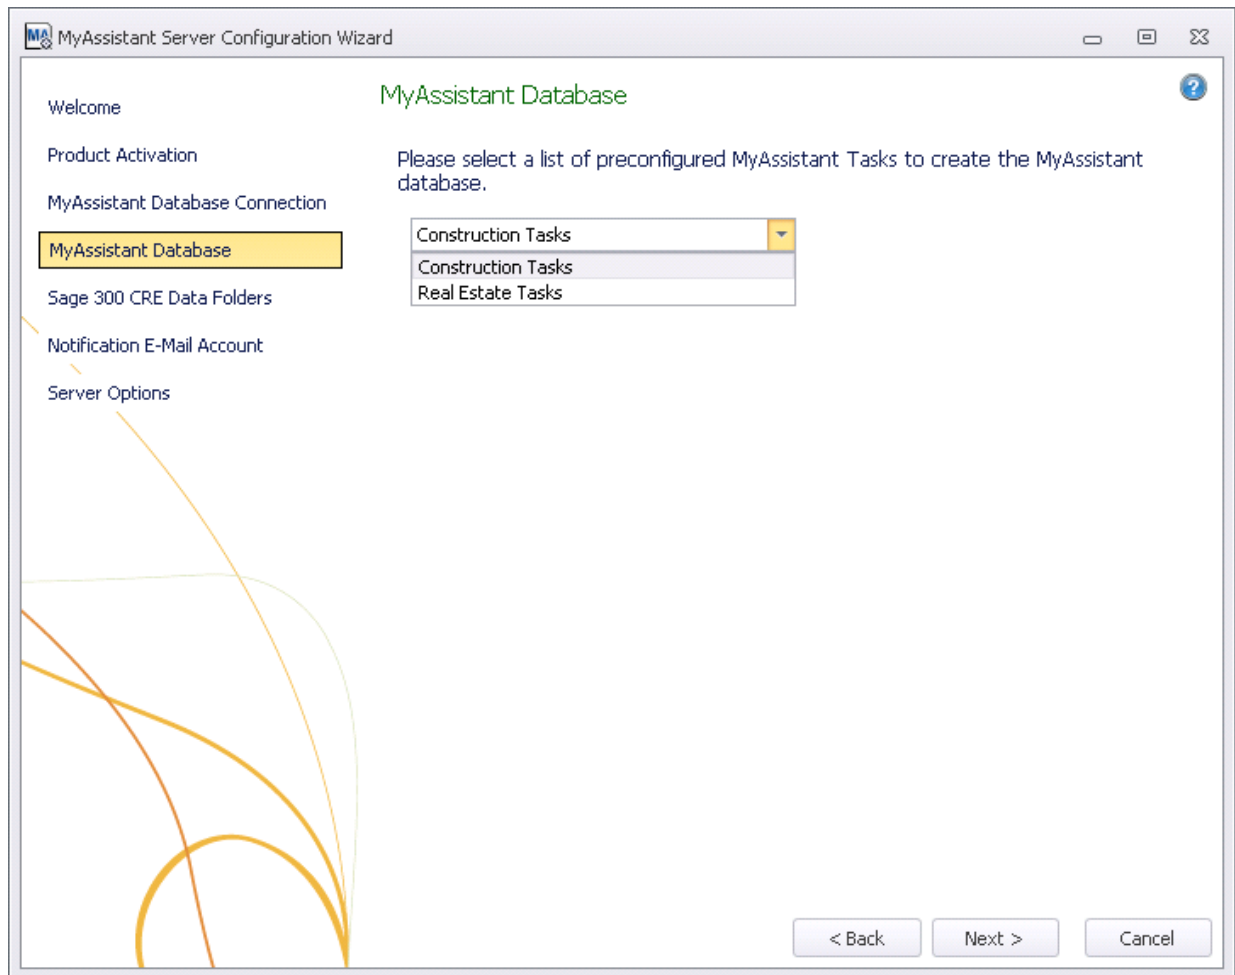 MA MyAssistant Server Configuration Wizard
Welcome
Product Activation
MyAssistant Database Connection
MyAssistant Database
Sage 300 CRE Data Folders
Notification E-Mail Account
Server Options
MyAssistant Database
?
Please select a list of preconfigured MyAssistant Tasks to create the MyAssistant
database.
Construction Tasks
Construction Tasks
Real Estate Tasks
< Back Next > Cancel